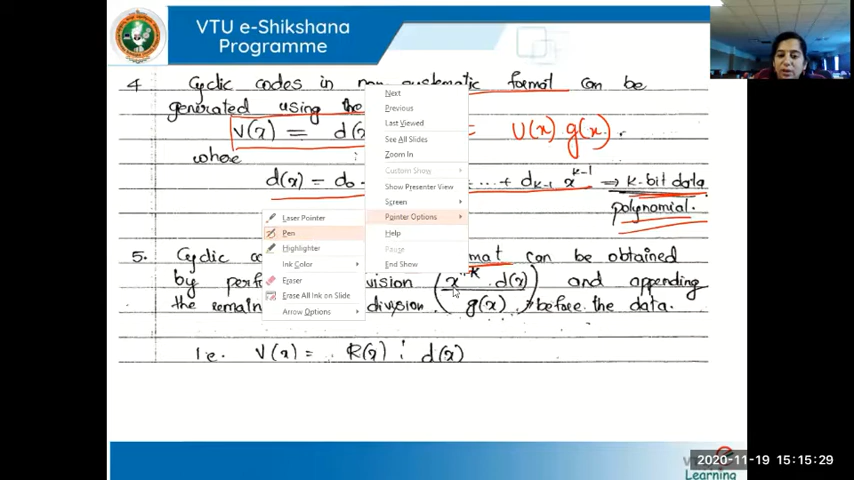 VTU e-Shikshana
Programme
4 Cyclic codes in non systematic format can be
generated using the
V(x) = d(x = U(x) g(x).
where
d(x) = d0 ... + dk-1 x^k-1 ⇒ k-bit data
polynomial.
5. Cyclic co mat can be obtained
by perf ision (x^n-k . d(x) and appending
the remain division g(x) ) before the data.
i.e. V(x) = R(x) : d(x)
Next
Previous
Last Viewed
See All Slides
Zoom In
Custom Show
Show Presenter View
Screen
Pointer Options
Help
Pause
End Show
Laser Pointer
Pen
Highlighter
Ink Color
Eraser
Erase All Ink on Slide
Arrow Options
2020-11-19 15:15:29
Learning